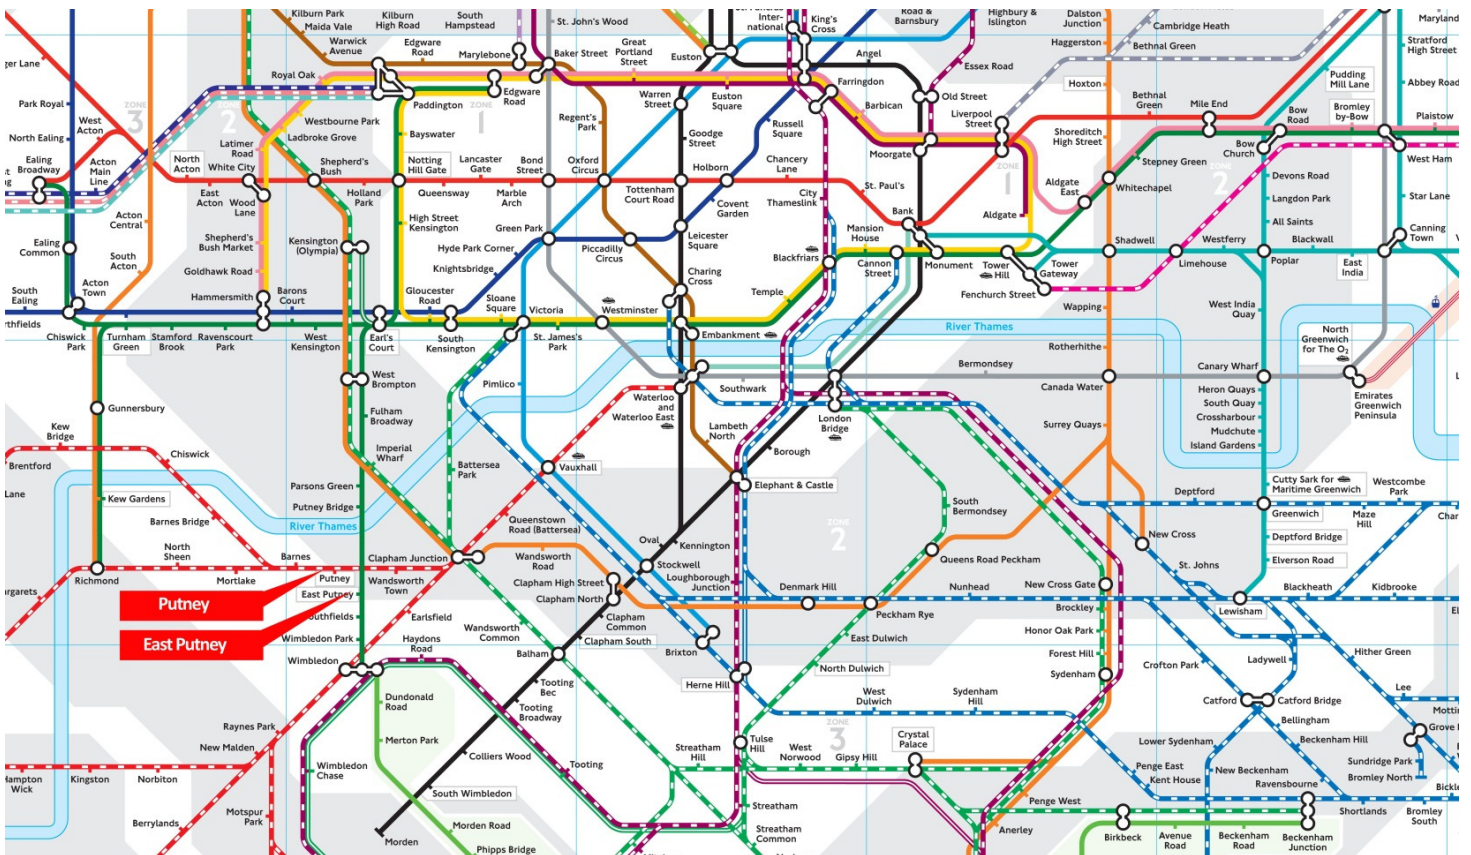 Kilburn Park
Maida Vale
Warwick
Avenue
Kilburn
High Road
South
Hampstead
Edgware
Road
Marylebone
St. John's Wood
Baker Street
Great
Portland
Street
Euston
International
King's
Cross
Road &
Barnsbury
Highbury &
Islington
Angel
Essex Road
Dalston
Junction
Haggerston
Cambridge Heath
Bethnal Green
Maryland
Stratford
High Street
Abbey Road
Hoxton
Pudding
Mill Lane
Royal Oak
Paddington
Edgware
Road
Warren
Street
Euston
Square
Farringdon
Barbican
Old Street
Liverpool
Street
Moorgate
Shoreditch
High Street
Bethnal
Green
Mile End
Bow
Road
Bromley
by-Bow
Plaistow
Bow
Church
West Ham
Stepney Green
Park Royal
North Ealing
West
Acton
Ealing
Broadway
Acton
Main
Line
ZONE
3
ZONE
2
ZONE
1
ZONE
1
ZONE
2
Westbourne Park
Ladbroke Grove
Latimer
Road
White City
Wood
Lane
Shepherd's
Bush
Shepherd's
Bush Market
Goldhawk Road
Hammersmith
North
Acton
East
Acton
Acton
Central
South
Acton
Ealing
Common
Acton
Town
South
Ealing
Chiswick
Park
Turnham
Green
Stamford
Brook
Ravenscourt
Park
Barons
Court
West
Kensington
Kensington
(Olympia)
Earl's
Court
Bayswater
Notting
Hill Gate
Holland
Park
Queensway
Lancaster
Gate
Marble
Arch
Bond
Street
Oxford
Circus
Regent's
Park
Goodge
Street
Tottenham
Court Road
Russell
Square
Holborn
Chancery
Lane
Covent
Garden
Leicester
Square
City
Thameslink
St. Paul's
Bank
Aldgate
East
Aldgate
Whitechapel
Devons Road
Langdon Park
All Saints
Star Lane
High Street
Kensington
Gloucester
Road
South
Kensington
Sloane
Square
Knightsbridge
Hyde Park Corner
Green Park
Piccadilly
Circus
Victoria
St. James's
Park
Westminster
Charing
Cross
Embankment
Temple
Blackfriars
Mansion
House
Cannon
Street
Monument
Tower
Hill
Tower
Gateway
Fenchurch Street
Shadwell
Westferry
Limehouse
Poplar
Blackwall
East
India
Canning
Town
Wapping
West India
Quay
River Thames
North
Greenwich
for The O2
Rotherhithe
Bermondsey
Canada Water
Canary Wharf
Heron Quays
South Quay
Crossharbour
Mudchute
Island Gardens
Emirates
Greenwich
Peninsula
Cutty Sark for
Maritime Greenwich
Westcombe
Park
Greenwich
Maze
Hill
Deptford
Deptford Bridge
Elverson Road
Surrey Quays
Gunnersbury
Kew
Bridge
Brentford
Lane
Chiswick
Kew Gardens
Barnes Bridge
Richmond
North
Sheen
Mortlake
Barnes
Putney
Wandsworth
Town
River Thames
West
Brompton
Fulham
Broadway
Imperial
Wharf
Parsons Green
Putney Bridge
Battersea
Park
Pimlico
Vauxhall
Waterloo
and
Waterloo East
Southwark
Lambeth
North
London
Bridge
Borough
Elephant & Castle
Queenstown
Road (Battersea)
Clapham Junction
Wandsworth
Road
Oval
Kennington
Stockwell
Clapham High Street
Clapham North
Clapham
Common
Clapham South
Loughborough
Junction
Denmark Hill
South
Bermondsey
Queens Road Peckham
Peckham Rye
Nunhead
ZONE
2
New Cross
New Cross Gate
St. Johns
Lewisham
Blackheath
Kidbrooke
East Putney
Wimbledon Park
Wimbledon
Earlsfield
Haydons
Road
Wandsworth
Common
Balham
Tooting
Bec
Tooting
Broadway
Colliers Wood
South Wimbledon
Morden
Tooting
Brixton
Herne Hill
North Dulwich
East Dulwich
West
Dulwich
Sydenham
Hill
Brockley
Honor Oak Park
Forest Hill
Sydenham
Crofton Park
Ladywell
Hither Green
Lee
Catford
Catford Bridge
Bellingham
Beckenham Hill
Lower Sydenham
New Beckenham
Ravensbourne
Sundridge Park
Bromley North
Shortlands
Bromley
South
Penge East
Kent House
Penge West
Anerley
Birkbeck
Avenue
Road
Beckenham
Road
Beckenham
Junction
Crystal
Palace
Gipsy Hill
West
Norwood
ZONE
3
Tulse
Hill
Streatham
Hill
Streatham
Streatham
Common
Raynes Park
New Malden
Norbiton
Kingston
Hampton
Wick
Berrylands
Motspur
Park
Wimbledon
Chase
Dundonald
Road
Merton Park
Morden Road
Phipps Bridge
Putney
East Putney